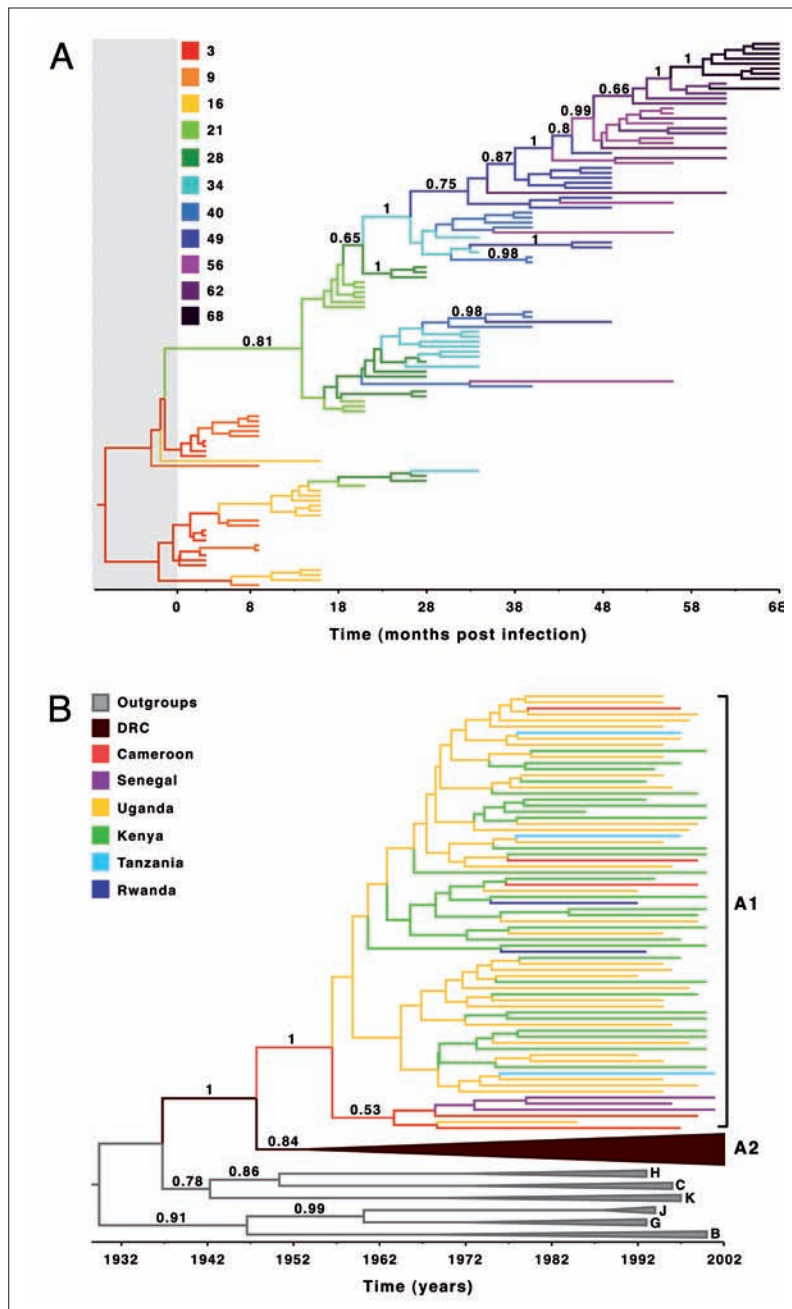 A
3
9
16
21
28
34
40
49
56
62
68
1
1
0.66
0.99
0.8
1
0.87
0.75
1
1
0.98
0.65
1
0.98
0.81
0 8 18 28 38 48 58 68
Time (months post infection)
B
Outgroups
DRC
Cameroon
Senegal
Uganda
Kenya
Tanzania
Rwanda
A1
1
0.53
1
0.84
A2
0.86
H
0.78
C
K
0.99
J
0.91
G
B
1932 1942 1952 1962 1972 1982 1992 2002
Time (years)